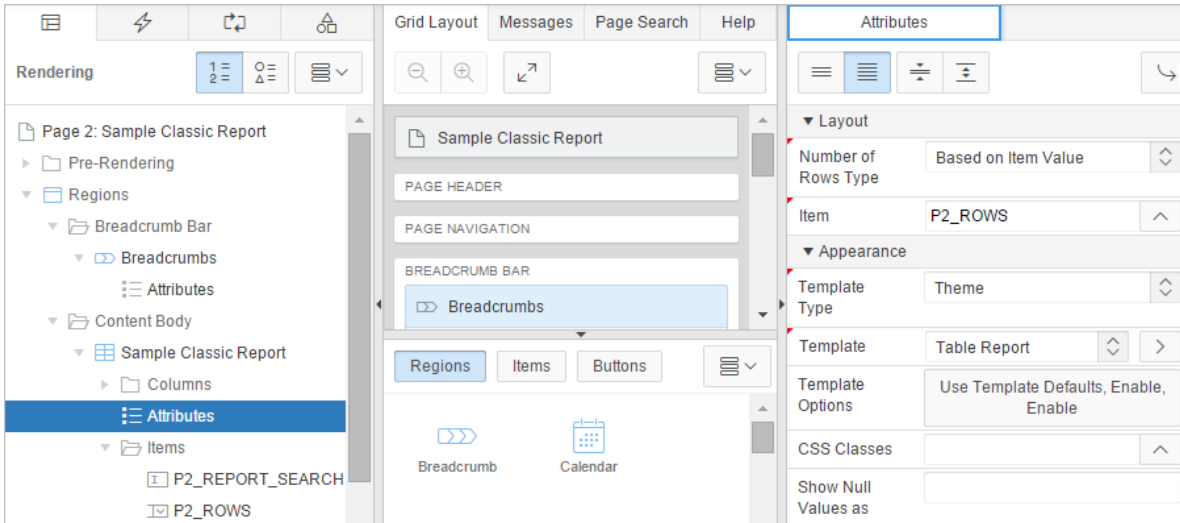 Rendering
1
2
Page 2: Sample Classic Report
Pre-Rendering
Regions
Breadcrumb Bar
Breadcrumbs
Attributes
Content Body
Sample Classic Report
Columns
Attributes
Items
P2_REPORT_SEARCH
P2_ROWS
Grid Layout Messages Page Search Help
Sample Classic Report
PAGE HEADER
PAGE NAVIGATION
BREADCRUMB BAR
Breadcrumbs
Regions Items Buttons
Breadcrumb Calendar
Attributes
Layout
Number of
Rows Type
Based on Item Value
Item P2_ROWS
Appearance
Template
Type
Theme
Template Table Report
Template
Options
Use Template Defaults, Enable,
Enable
CSS Classes
Show Null
Values as